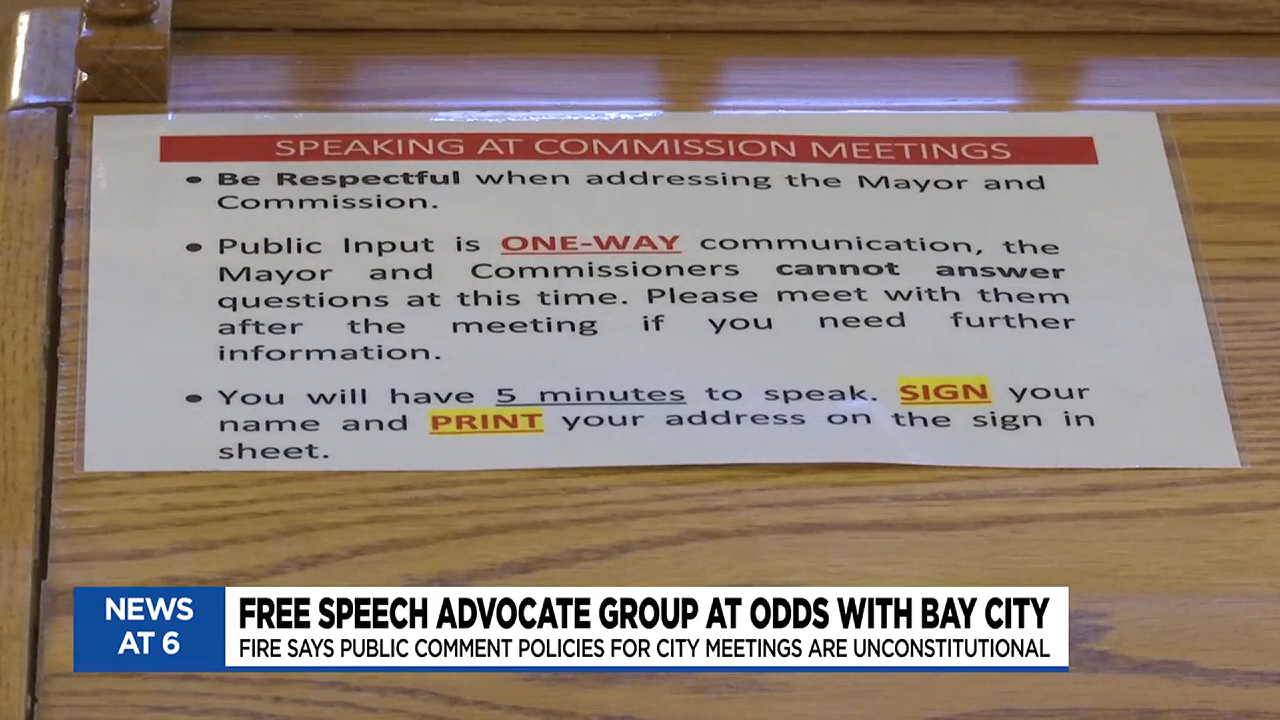 SPEAKING AT COMMISSION MEETINGS
• Be Respectful when addressing the Mayor and
Commission.
• Public Input is ONE-WAY communication, the
Mayor and Commissioners cannot answer
questions at this time. Please meet with them
after the meeting if you need further
information.
• You will have 5 minutes to speak. SIGN your
name and PRINT your address on the sign in
sheet.
NEWS
AT 6
FREE SPEECH ADVOCATE GROUP AT ODDS WITH BAY CITY
FIRE SAYS PUBLIC COMMENT POLICIES FOR CITY MEETINGS ARE UNCONSTITUTIONAL